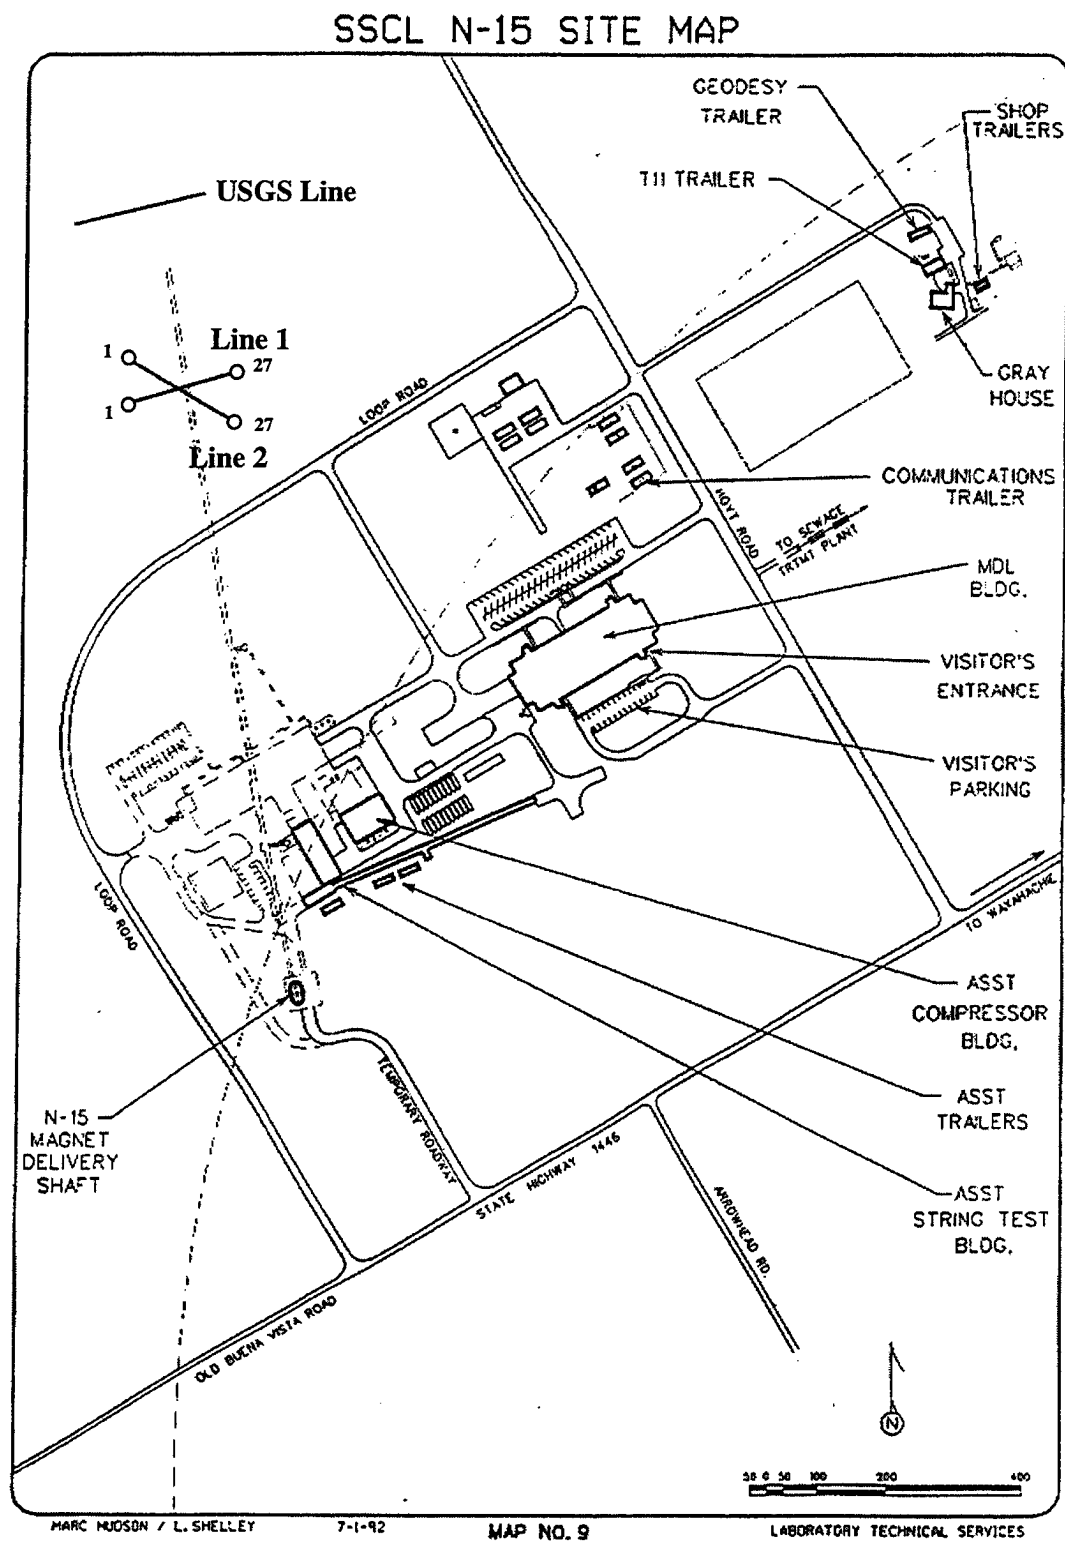 SSCL N-15 SITE MAP
GEODESY
TRAILER
SHOP
TRAILERS
T11 TRAILER
USGS Line
Line 1
1
27
1
27
Line 2
LOOP ROAD
GRAY
HOUSE
COMMUNICATIONS
TRAILER
HOYT ROAD
TO SEWAGE
TRTMT PLANT
MDL
BLDG.
VISITOR'S
ENTRANCE
VISITOR'S
PARKING
LOOP ROAD
TO WAXAHACHIE
ASST
COMPRESSOR
BLDG.
N-15
MAGNET
DELIVERY
SHAFT
TEMPORARY ROADWAY
ASST
TRAILERS
STATE HIGHWAY 1446
ARROWHEAD RD.
ASST
STRING TEST
BLDG.
OLD BUENA VISTA ROAD
N
50 0 50 100 200 400
MARC HUDSON / L. SHELLEY 7-1-92 MAP NO. 9 LABORATORY TECHNICAL SERVICES